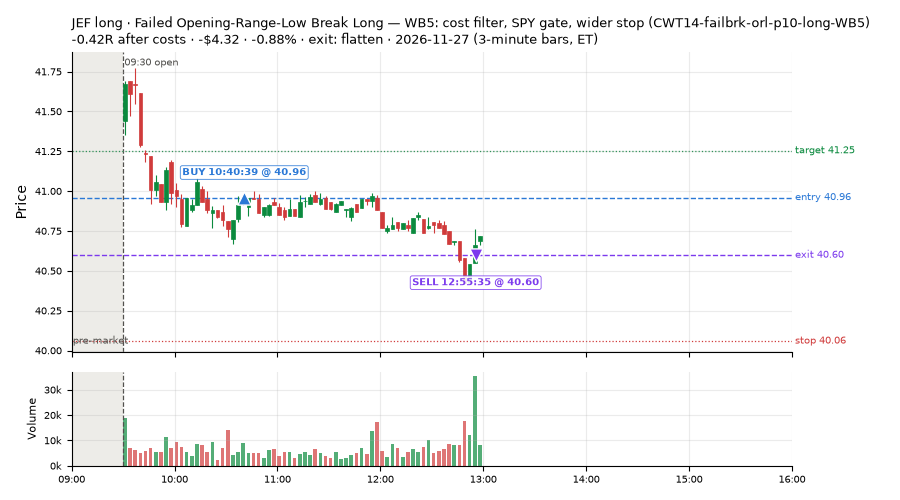 JEF long · Failed Opening-Range-Low Break Long — WB5: cost filter, SPY gate, wider stop (CWT14-failbrk-orl-p10-long-WB5)
-0.42R after costs · -$4.32 · -0.88% · exit: flatten · 2026-11-27 (3-minute bars, ET)
09:30 open
41.75
41.50
41.25
41.00
40.75
40.50
40.25
40.00
Price
target 41.25
BUY 10:40:39 @ 40.96
entry 40.96
exit 40.60
SELL 12:55:35 @ 40.60
pre-market
stop 40.06
30k
20k
10k
0k
Volume
09:00
10:00
11:00
12:00
13:00
14:00
15:00
16:00